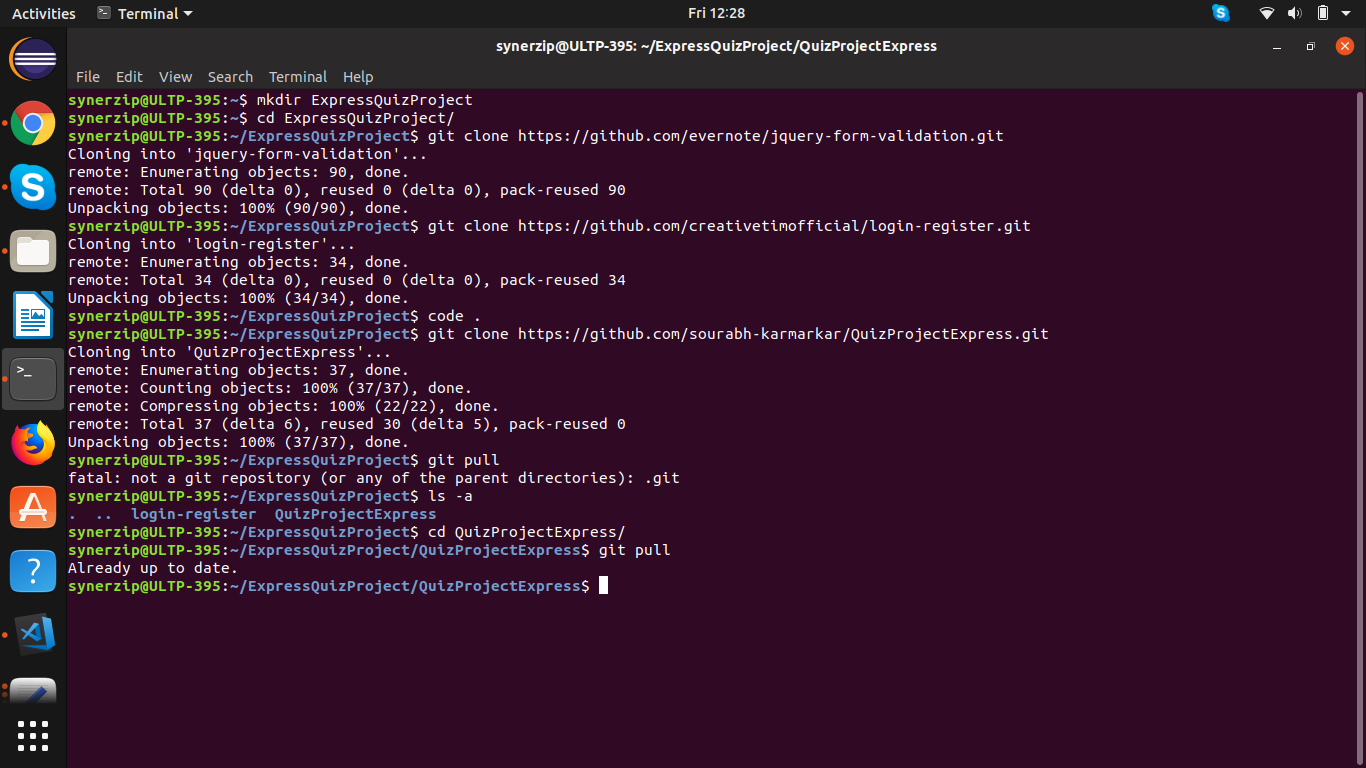 Activities
Terminal
Fri 12:28
synerzip@ULTP-395: ~/ExpressQuizProject/QuizProjectExpress
File Edit View Search Terminal Help
synerzip@ULTP-395:~$ mkdir ExpressQuizProject
synerzip@ULTP-395:~$ cd ExpressQuizProject/
synerzip@ULTP-395:~/ExpressQuizProject$ git clone https://github.com/evernote/jquery-form-validation.git
Cloning into 'jquery-form-validation'...
remote: Enumerating objects: 90, done.
remote: Total 90 (delta 0), reused 0 (delta 0), pack-reused 90
Unpacking objects: 100% (90/90), done.
synerzip@ULTP-395:~/ExpressQuizProject$ git clone https://github.com/creativetimofficial/login-register.git
Cloning into 'login-register'...
remote: Enumerating objects: 34, done.
remote: Total 34 (delta 0), reused 0 (delta 0), pack-reused 34
Unpacking objects: 100% (34/34), done.
synerzip@ULTP-395:~/ExpressQuizProject$ code .
synerzip@ULTP-395:~/ExpressQuizProject$ git clone https://github.com/sourabh-karmarkar/QuizProjectExpress.git
Cloning into 'QuizProjectExpress'...
remote: Enumerating objects: 37, done.
remote: Counting objects: 100% (37/37), done.
remote: Compressing objects: 100% (22/22), done.
remote: Total 37 (delta 6), reused 30 (delta 5), pack-reused 0
Unpacking objects: 100% (37/37), done.
synerzip@ULTP-395:~/ExpressQuizProject$ git pull
fatal: not a git repository (or any of the parent directories): .git
synerzip@ULTP-395:~/ExpressQuizProject$ ls -a
.  ..  login-register  QuizProjectExpress
synerzip@ULTP-395:~/ExpressQuizProject$ cd QuizProjectExpress/
synerzip@ULTP-395:~/ExpressQuizProject/QuizProjectExpress$ git pull
Already up to date.
synerzip@ULTP-395:~/ExpressQuizProject/QuizProjectExpress$